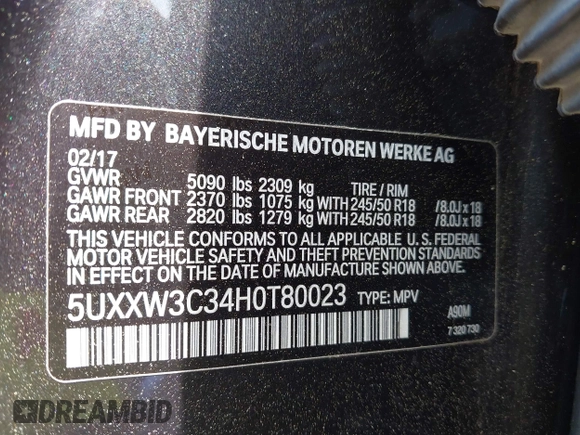 MFD BY BAYERISCHE MOTOREN WERKE AG
02/17
GVWR 5090 lbs 2309 kg TIRE / RIM
GAWR FRONT 2370 lbs 1075 kg WITH 245/50 R18 /8.0J x 18
GAWR REAR 2820 lbs 1279 kg WITH 245/50 R18 /8.0J x 18
THIS VEHICLE CONFORMS TO ALL APPLICABLE U. S. FEDERAL
MOTOR VEHICLE SAFETY AND THEFT PREVENTION STANDARDS
IN EFFECT ON THE DATE OF MANUFACTURE SHOWN ABOVE.
5UXXW3C34H0T80023 TYPE: MPV A90M
7 320 730
DREAMBID